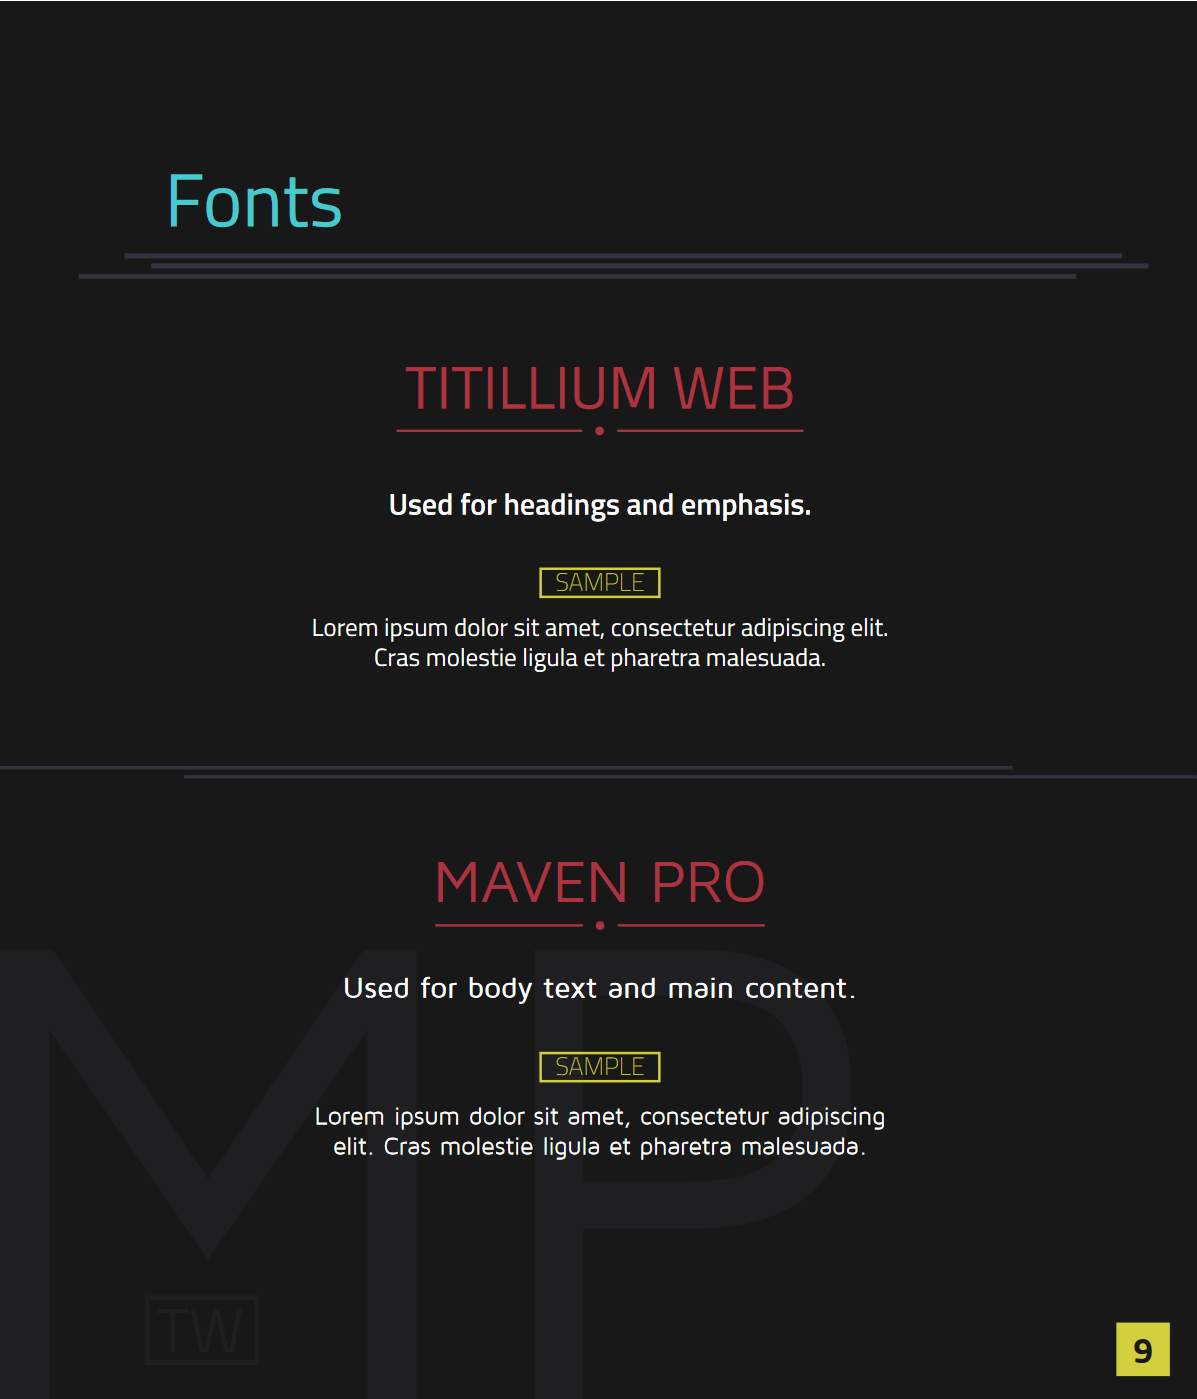 Fonts
TITILLIUM WEB
Used for headings and emphasis.
SAMPLE
Lorem ipsum dolor sit amet, consectetur adipiscing elit.
Cras molestie ligula et pharetra malesuada.
MAVEN PRO
MP
Used for body text and main content.
SAMPLE
Lorem ipsum dolor sit amet, consectetur adipiscing
elit. Cras molestie ligula et pharetra malesuada.
TW
9